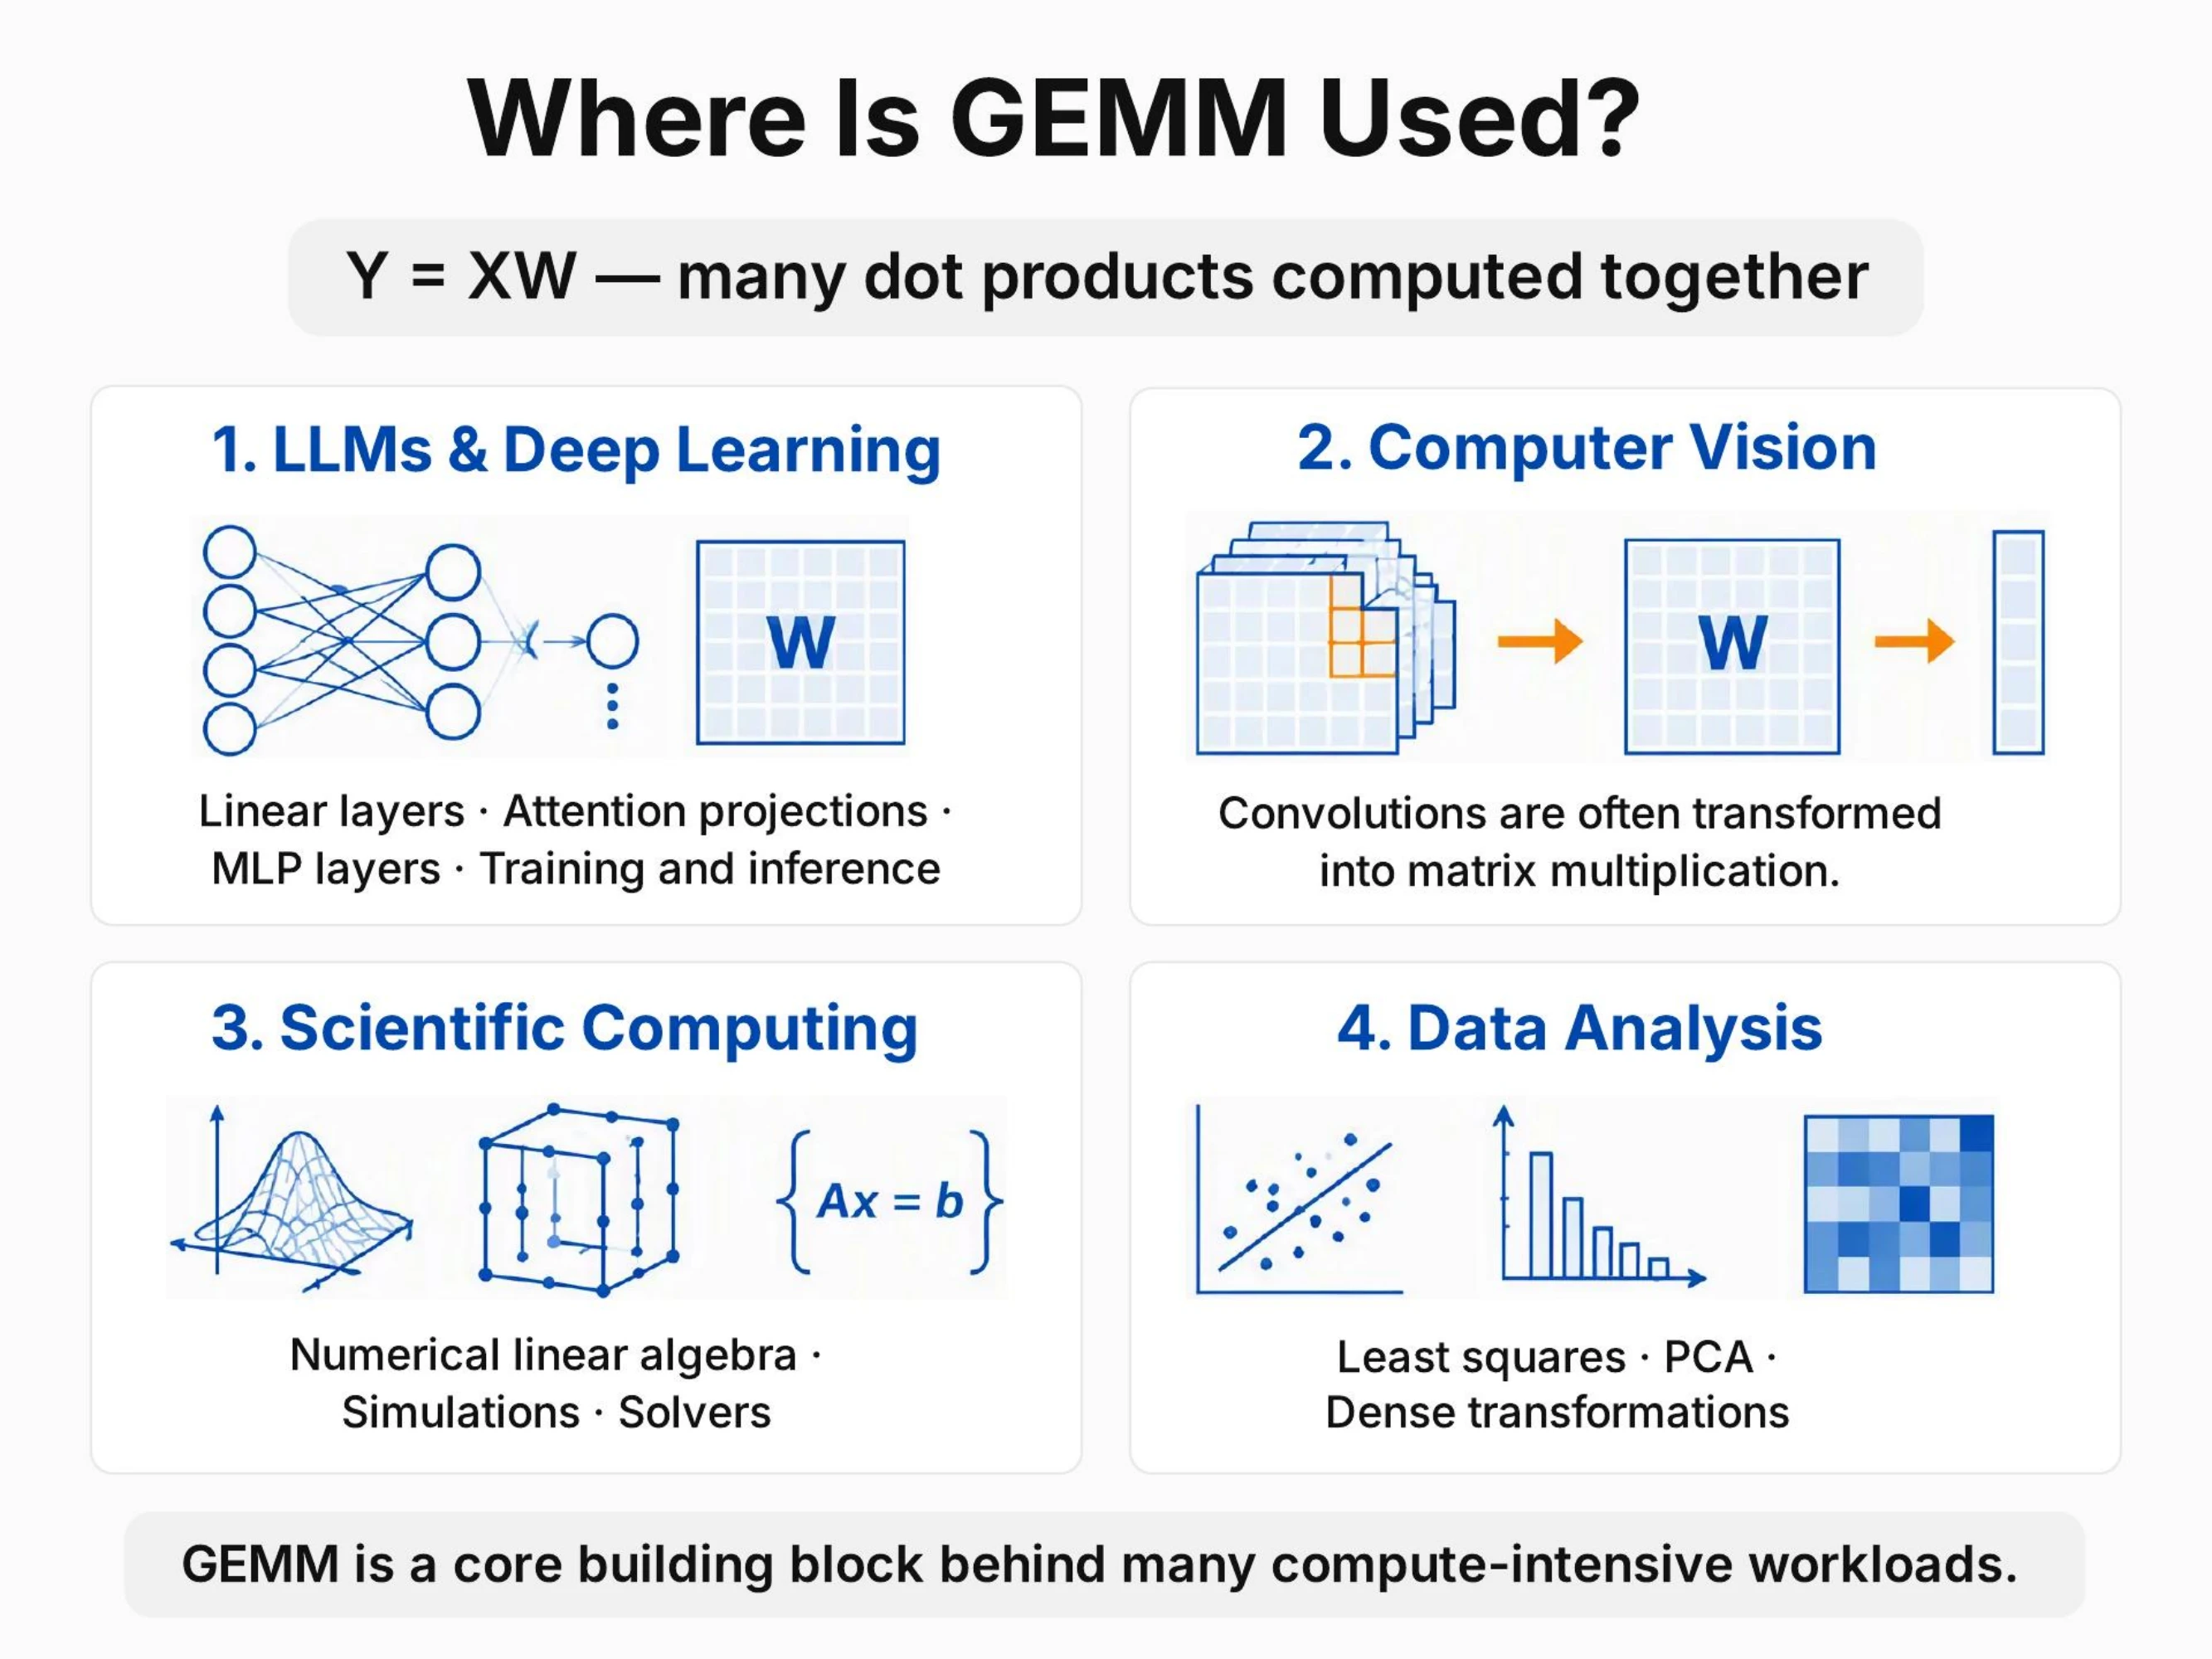 Where Is GEMM Used?
Y = XW — many dot products computed together
1. LLMs & Deep Learning
W
Linear layers · Attention projections ·
MLP layers · Training and inference
2. Computer Vision
W
Convolutions are often transformed
into matrix multiplication.
3. Scientific Computing
{ Ax = b }
Numerical linear algebra ·
Simulations · Solvers
4. Data Analysis
Least squares · PCA ·
Dense transformations
GEMM is a core building block behind many compute-intensive workloads.